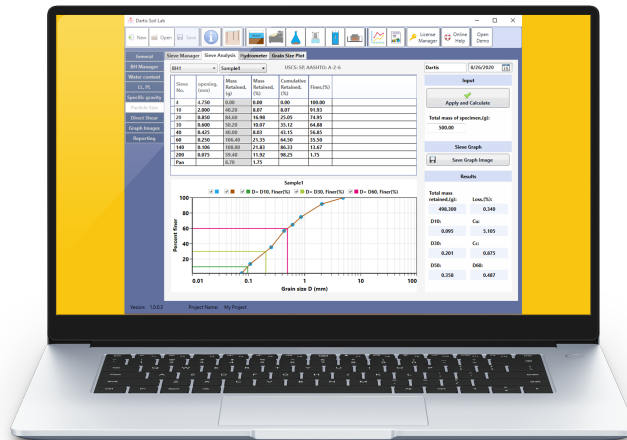 Dartis Soil Lab
New Open Save License Manager Online Help Open Demo
General
BH Manager
Water content
LL, PL
Specific gravity
Particle Size
Direct Shear
Graph Images
Reporting
Sieve Manager Sieve Analysis Hydrometer Grain Size Plot
BH1 Sample1 USCS: SP, AASHTO: A-2-6
Sieve No. opening, (mm) Mass Retained, (g) Mass Retained, (%) Cumulative Retained, (%) Finer,(%)
4 4.750 0.00 0.00 0.00 100.00
10 2.000 40.20 8.07 8.07 91.93
20 0.850 84.60 16.98 25.05 74.95
30 0.600 50.20 10.07 35.12 64.88
40 0.425 40.00 8.03 43.15 56.85
60 0.250 106.40 21.35 64.50 35.50
140 0.106 108.80 21.83 86.33 13.67
200 0.075 59.40 11.92 98.25 1.75
Pan 8.70 1.75
Sample1
D= D10, Finer(%) D= D30, Finer(%) D= D60, Finer(%)
Percent finer
100
80
60
40
20
0.01 0.1 1 10 100
Grain size D (mm)
Dartis 8/26/2020
Input
Apply and Calculate
Total mass of specimen,(g):
500.00
Sieve Graph
Save Graph Image
Results
Total mass retained,(g): Loss,(%):
498.300 0.340
D10: Cu:
0.095 5.105
D30: Cc:
0.201 0.875
D50: D60:
0.350 0.487
Version 1.0.0.3 Project Name My Project